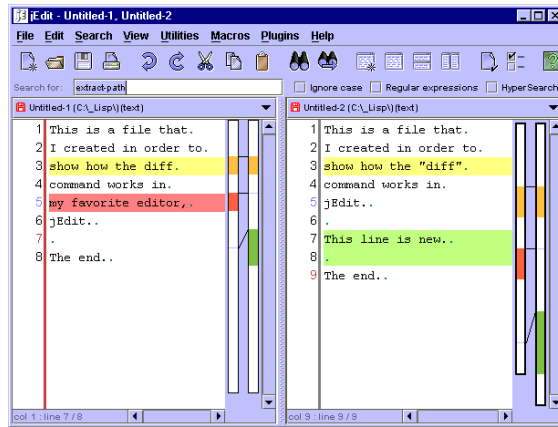 jEdit - Untitled-1, Untitled-2
File Edit Search View Utilities Macros Plugins Help
Search for: extract-path Ignore case Regular expressions HyperSearch
Untitled-1 (C:\_Lisp\)(text)
1 This is a file that.
2 I created in order to.
3 show how the diff.
4 command works in.
5 my favorite editor,.
6 jEdit..
7 .
8 The end..
col 1 : line 7 / 8
Untitled-2 (C:\_Lisp\)(text)
1 This is a file that.
2 I created in order to.
3 show how the "diff".
4 command works in.
5 jEdit..
6 .
7 This line is new..
8 .
9 The end..
col 9 : line 9 / 9